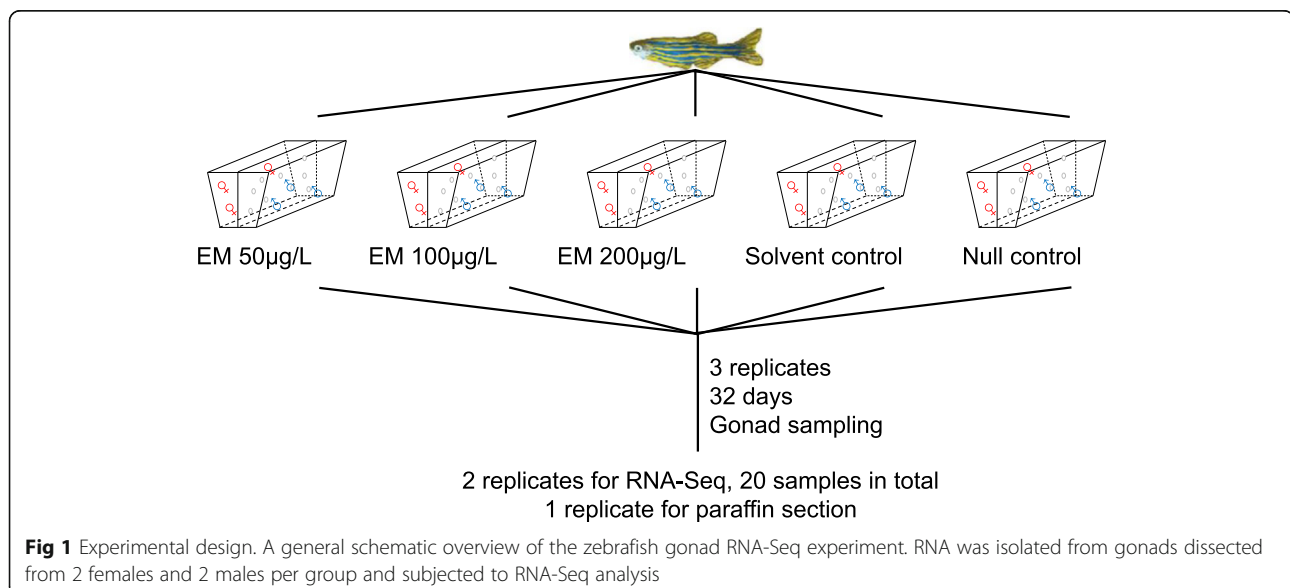 EM 50µg/L EM 100µg/L EM 200µg/L Solvent control Null control
3 replicates
32 days
Gonad sampling
2 replicates for RNA-Seq, 20 samples in total
1 replicate for paraffin section
Fig 1 Experimental design. A general schematic overview of the zebrafish gonad RNA-Seq experiment. RNA was isolated from gonads dissected
from 2 females and 2 males per group and subjected to RNA-Seq analysis